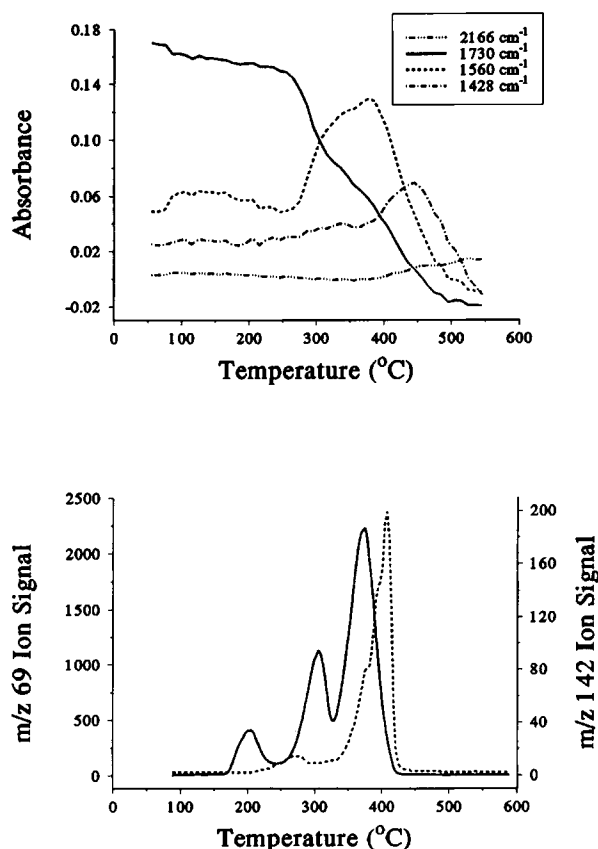 0.18
0.14
0.10
0.06
0.02
-0.02
Absorbance
2166 cm⁻¹
1730 cm⁻¹
1560 cm⁻¹
1428 cm⁻¹
0 100 200 300 400 500 600
Temperature (°C)
2500
2000
1500
1000
500
0
m/z 69 Ion Signal
200
160
120
80
40
0
m/z 142 Ion Signal
0 100 200 300 400 500 600
Temperature (°C)